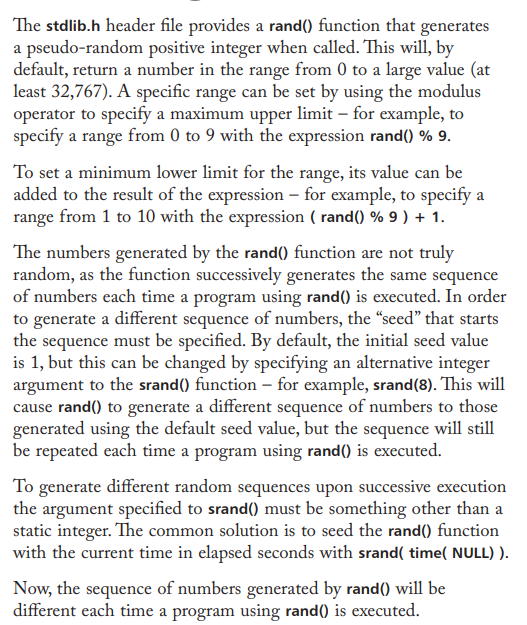 The stdlib.h header file provides a rand() function that generates
a pseudo-random positive integer when called. This will, by
default, return a number in the range from 0 to a large value (at
least 32,767). A specific range can be set by using the modulus
operator to specify a maximum upper limit – for example, to
specify a range from 0 to 9 with the expression rand() % 9.
To set a minimum lower limit for the range, its value can be
added to the result of the expression – for example, to specify a
range from 1 to 10 with the expression ( rand() % 9 ) + 1.
The numbers generated by the rand() function are not truly
random, as the function successively generates the same sequence
of numbers each time a program using rand() is executed. In order
to generate a different sequence of numbers, the “seed” that starts
the sequence must be specified. By default, the initial seed value
is 1, but this can be changed by specifying an alternative integer
argument to the srand() function – for example, srand(8). This will
cause rand() to generate a different sequence of numbers to those
generated using the default seed value, but the sequence will still
be repeated each time a program using rand() is executed.
To generate different random sequences upon successive execution
the argument specified to srand() must be something other than a
static integer. The common solution is to seed the rand() function
with the current time in elapsed seconds with srand( time( NULL) ).
Now, the sequence of numbers generated by rand() will be
different each time a program using rand() is executed.